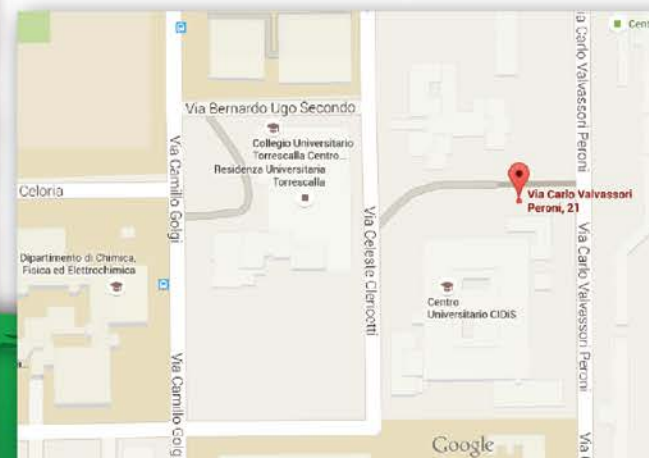 Cent
Via Carlo Valvassori Peroni
Via Bernardo Ugo Secondo
Collegio Universitario
Torrescalla Centro...
Residenza Universitaria
Torrescalla
Via Camillo Golgi
Celoria
Via Carlo Valvassori
Peroni, 21
Via Celeste Clericetti
Via Carlo Valvassori Peroni
Dipartimento di Chimica,
Fisica ed Elettrochimica
Centro
Universitario CIDiS
Via Camillo Golg
Google